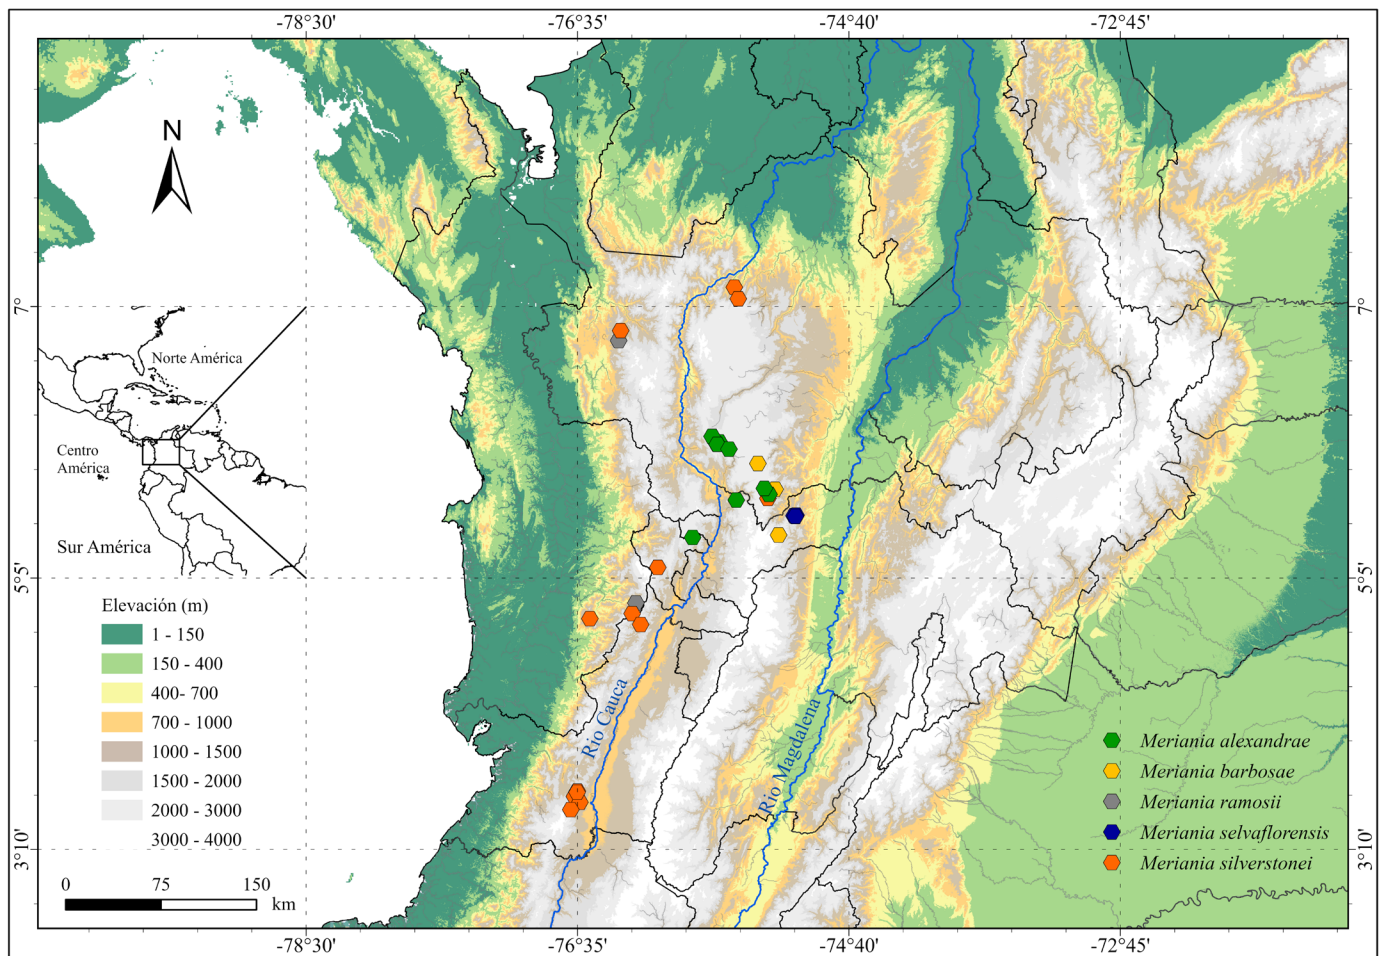 -78°30'
-76°35'
-74°40'
-72°45'
N
7°
7°
Norte América
Centro
América
Sur América
5°5'
5°5'
Elevación (m)
1 - 150
150 - 400
400- 700
700 - 1000
1000 - 1500
1500 - 2000
2000 - 3000
3000 - 4000
Rio Cauca
Rio Magdalena
Meriania alexandrae
Meriania barbosae
Meriania ramosii
Meriania selvaflorensis
Meriania silverstonei
3°10'
3°10'
0 75 150
km
-78°30'
-76°35'
-74°40'
-72°45'